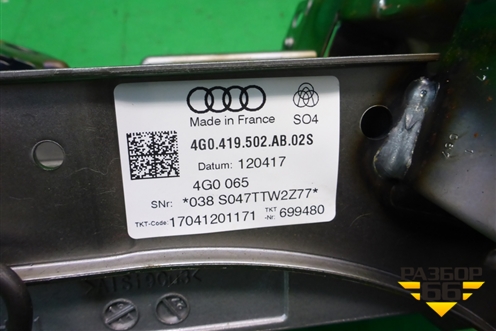 Made in France
SO4
4G0.419.502.AB.02S
Datum: 120417
4G0 065
SNr: *038 S047TTW2Z77*
TKT-Code: 17041201171 TKT-Nr: 699480
РАЗБОР
66